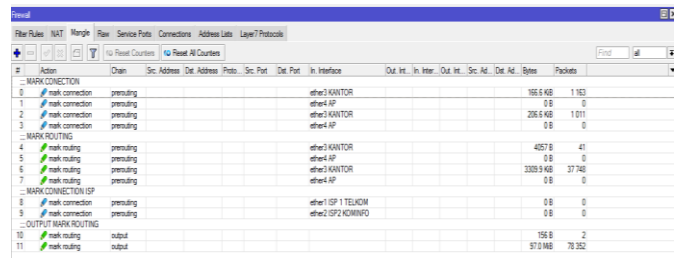 Firewall
Filter Rules NAT Mangle Raw Service Ports Connections Address Lists Layer7 Protocols
Reset Counters Reset All Counters Find all
# Action Chain Src. Address Dst. Address Proto... Src. Port Dst. Port In. Interface Out. Int... In. Inter... Out. Int... Src. Ad... Dst. Ad... Bytes Packets
::: MARK CONECTION
0 mark connection prerouting ether3 KANTOR 166.6 KiB 1 163
1 mark connection prerouting ether4 AP 0 B 0
2 mark connection prerouting ether3 KANTOR 206.6 KiB 1 011
3 mark connection prerouting ether4 AP 0 B 0
::: MARK ROUTING
4 mark routing prerouting ether3 KANTOR 4057 B 41
5 mark routing prerouting ether4 AP 0 B 0
6 mark routing prerouting ether3 KANTOR 3309.9 KiB 37 748
7 mark routing prerouting ether4 AP 0 B 0
::: MARK CONNECTION ISP
8 mark connection prerouting ether1 ISP 1 TELKOM 0 B 0
9 mark connection prerouting ether2 ISP2 KOMINFO 0 B 0
::: OUTPUT MARK ROUTING
10 mark routing output 156 B 2
11 mark routing output 97.0 MiB 78 352